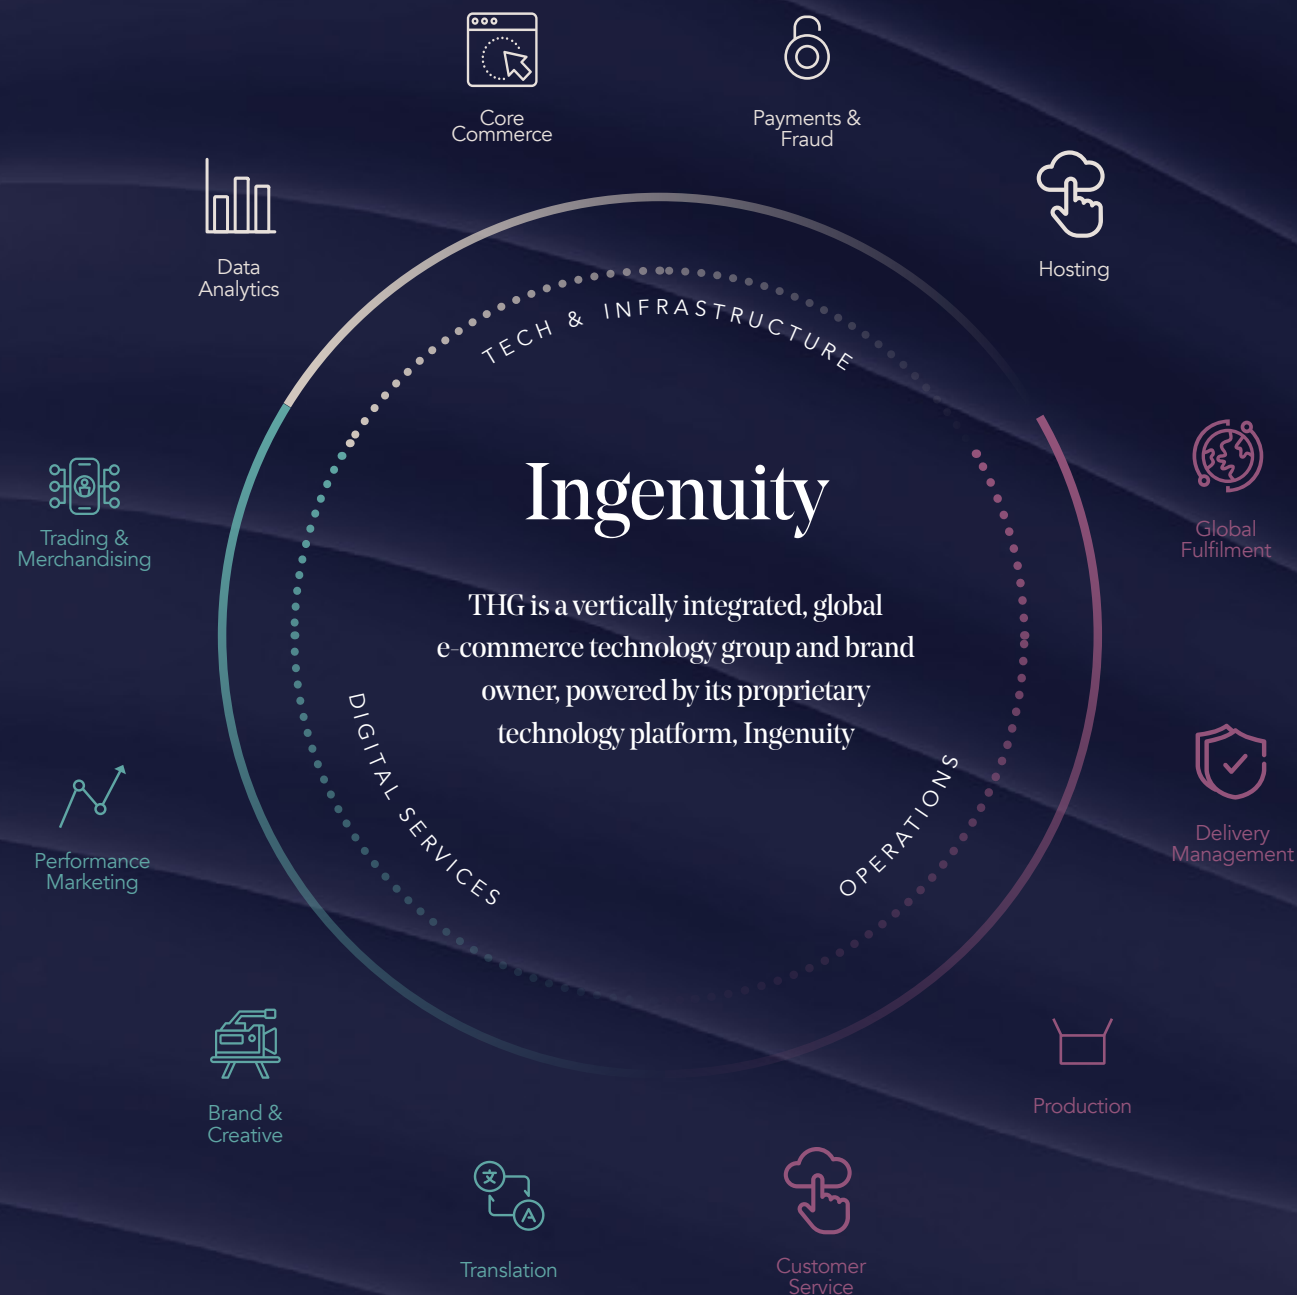 Core
Commerce
Payments &
Fraud
Data
Analytics
Hosting
TECH & INFRASTRUCTURE
Ingenuity
THG is a vertically integrated, global
e-commerce technology group and brand
owner, powered by its proprietary
technology platform, Ingenuity
Trading &
Merchandising
Global
Fulfilment
DIGITAL SERVICES
OPERATIONS
Performance
Marketing
Delivery
Management
Brand &
Creative
Production
文
A
Translation
Customer
Service